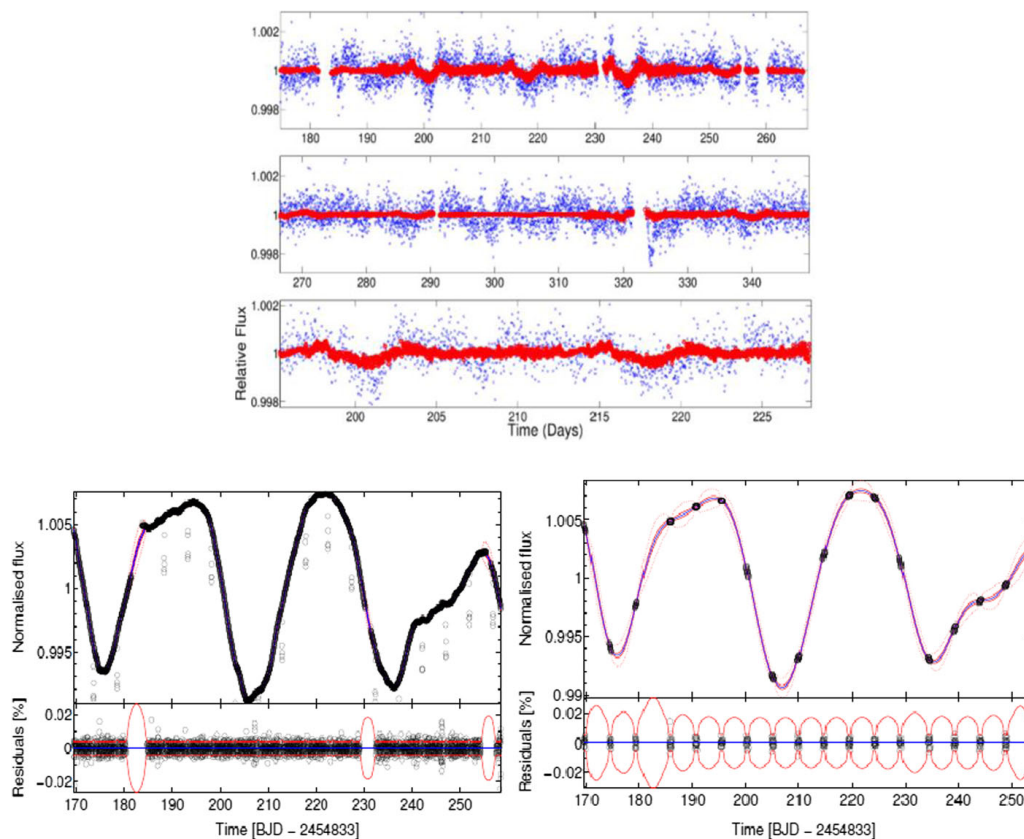 1.002
1
0.998
180 190 200 210 220 230 240 250 260
1.002
1
0.998
270 280 290 300 310 320 330 340
Relative Flux
1.002
1
0.998
200 205 210 215 220 225
Time (Days)
Normalised flux
1.005
1
0.995
Residuals [%]
0.02
0
−0.02
170 180 190 200 210 220 230 240 250
Time [BJD − 2454833]
Normalised flux
1.005
1
0.995
0.99
Residuals [%]
0.02
0
−0.02
170 180 190 200 210 220 230 240 250
Time [BJD − 2454833]